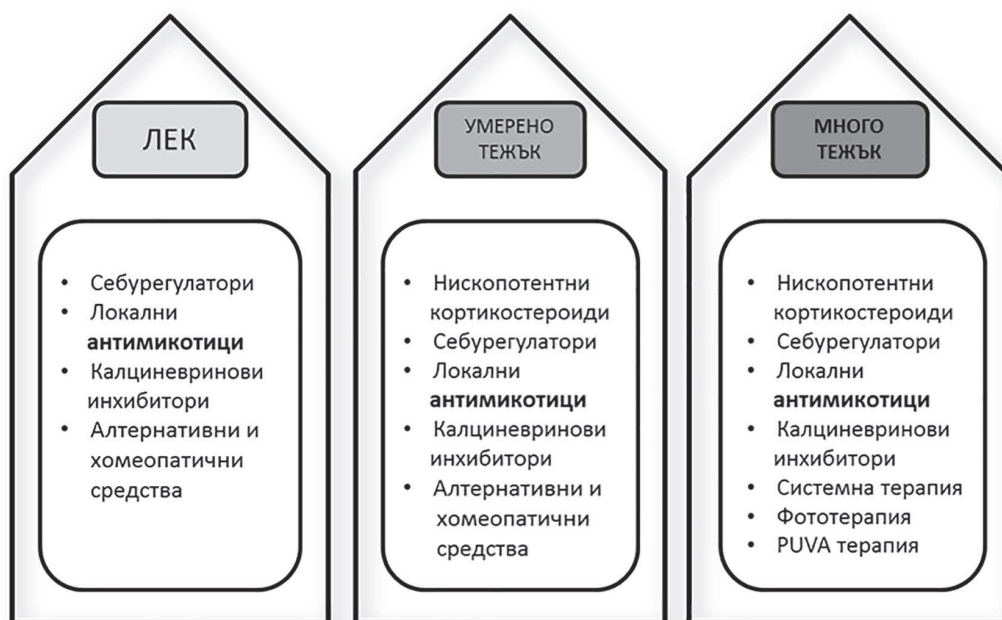 ЛЕК
• Себурегулатори
• Локални
антимикотици
• Калциневринови
инхибитори
• Алтернативни и
хомеопатични
средства
УМЕРЕНО
ТЕЖЪК
• Нископотентни
кортикостероиди
• Себурегулатори
• Локални
антимикотици
• Калциневринови
инхибитори
• Алтернативни и
хомеопатични
средства
МНОГО
ТЕЖЪК
• Нископотентни
кортикостероиди
• Себурегулатори
• Локални
антимикотици
• Калциневринови
инхибитори
• Системна терапия
• Фототерапия
• PUVA терапия